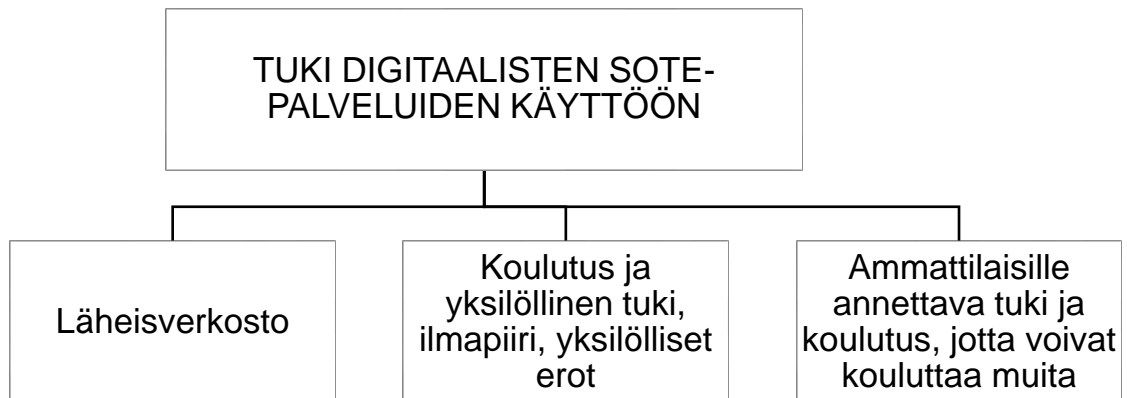 TUKI DIGITAALISTEN SOTE-
PALVELUIDEN KÄYTTÖÖN
Läheisverkosto
Koulutus ja
yksilöllinen tuki,
ilmapiiri, yksilölliset
erot
Ammattilaisille
annettava tuki ja
koulutus, jotta voivat
kouluttaa muita